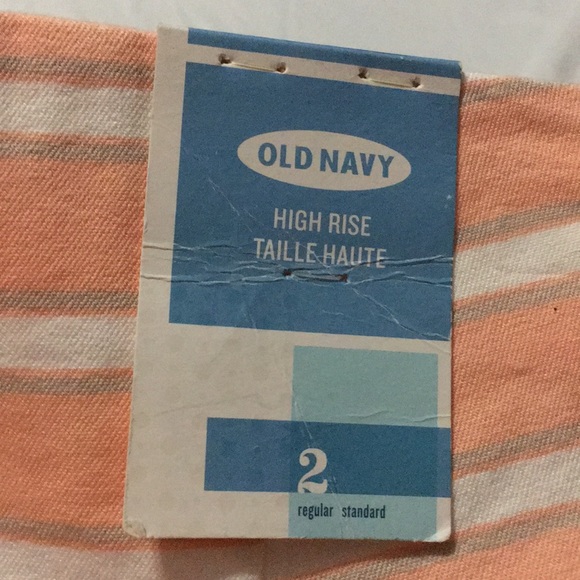 OLD NAVY
HIGH RISE
TAILLE HAUTE
2
regular standard